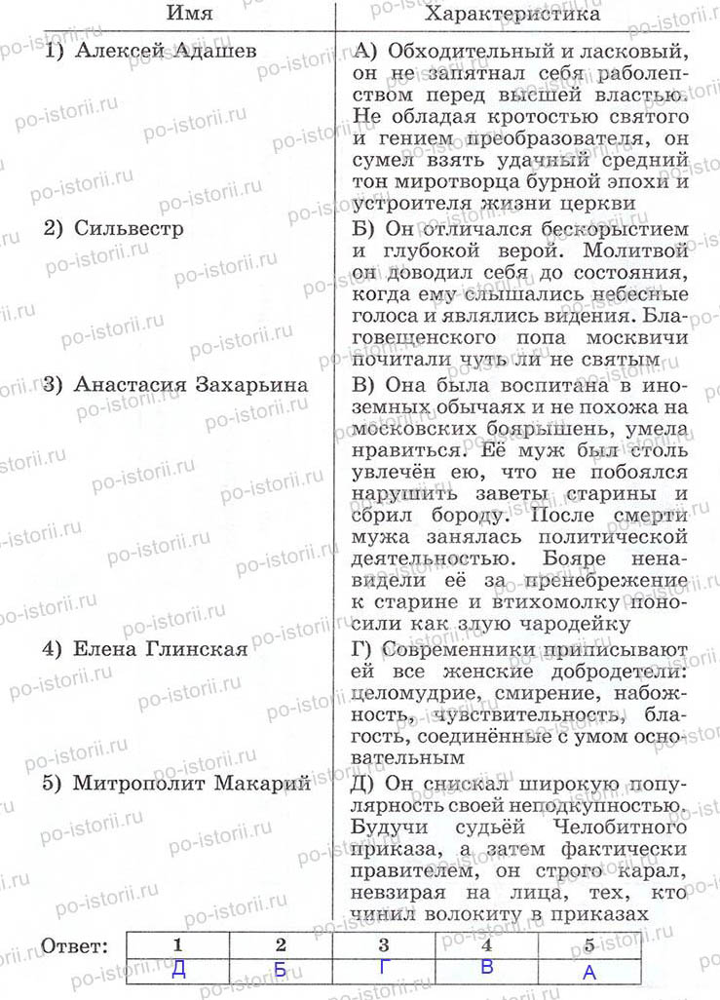 Имя Характеристика
1) Алексей Адашев
А) Обходительный и ласковый,
он не запятнал себя раболеп-
ством перед высшей властью.
Не обладая кротостью святого
и гением преобразователя, он
сумел взять удачный средний
тон миротворца бурной эпохи и
устроителя жизни церкви
2) Сильвестр
Б) Он отличался бескорыстием
и глубокой верой. Молитвой
он доводил себя до состояния,
когда ему слышались небесные
голоса и являлись видения. Бла-
говещенского попа москвичи
почитали чуть ли не святым
3) Анастасия Захарьина
В) Она была воспитана в ино-
земных обычаях и не похожа на
московских боярышень, умела
нравиться. Её муж был столь
увлечён ею, что не побоялся
нарушить заветы старины и
сбрил бороду. После смерти
мужа занялась политической
деятельностью. Бояре нена-
видели её за пренебрежение
к старине и втихомолку поно-
сили как злую чародейку
4) Елена Глинская
Г) Современники приписывают
ей все женские добродетели:
целомудрие, смирение, набож-
ность, чувствительность, бла-
гость, соединённые с умом осно-
вательным
5) Митрополит Макарий
Д) Он снискал широкую попу-
лярность своей неподкупностью.
Будучи судьёй Челобитного
приказа, а затем фактически
правителем, он строго карал,
невзирая на лица, тех, кто
чинил волокиту в приказах
Ответ: 1 2 3 4 5
Д Б Г В А
po-istorii.ru